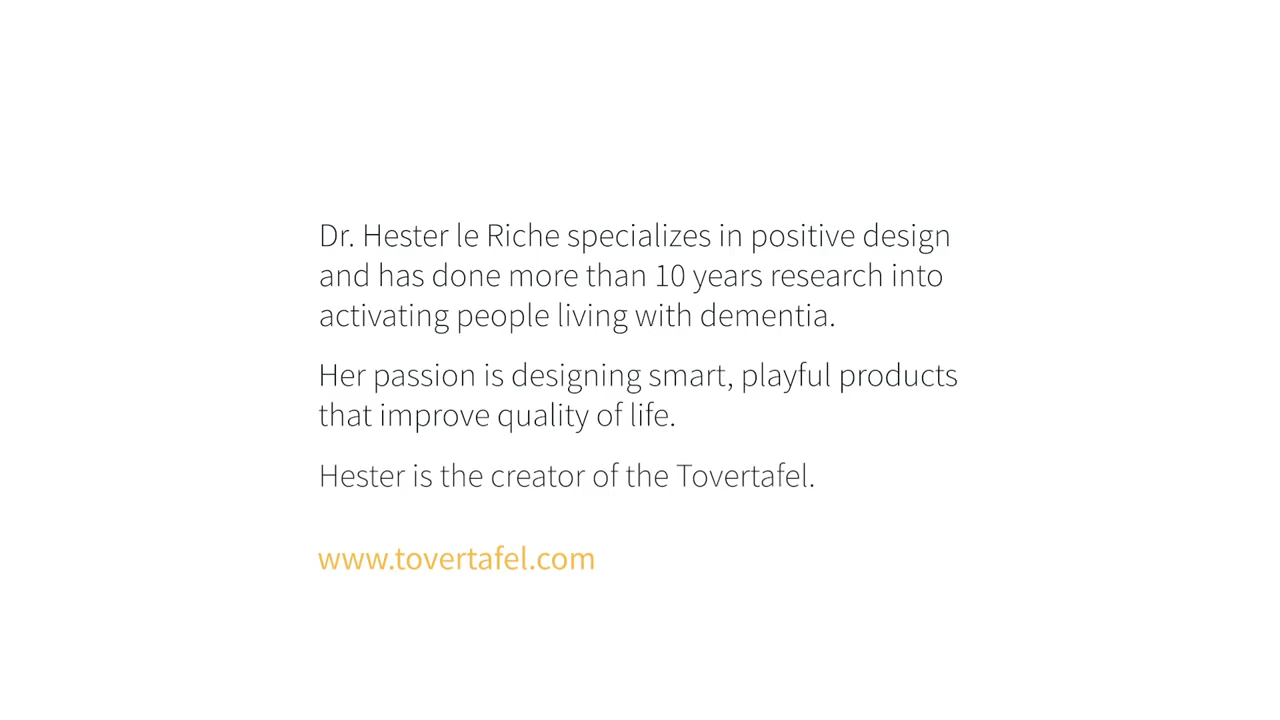 Dr. Hester le Riche specializes in positive design
and has done more than 10 years research into
activating people living with dementia.
Her passion is designing smart, playful products
that improve quality of life.
Hester is the creator of the Tovertafel.
www.tovertafel.com